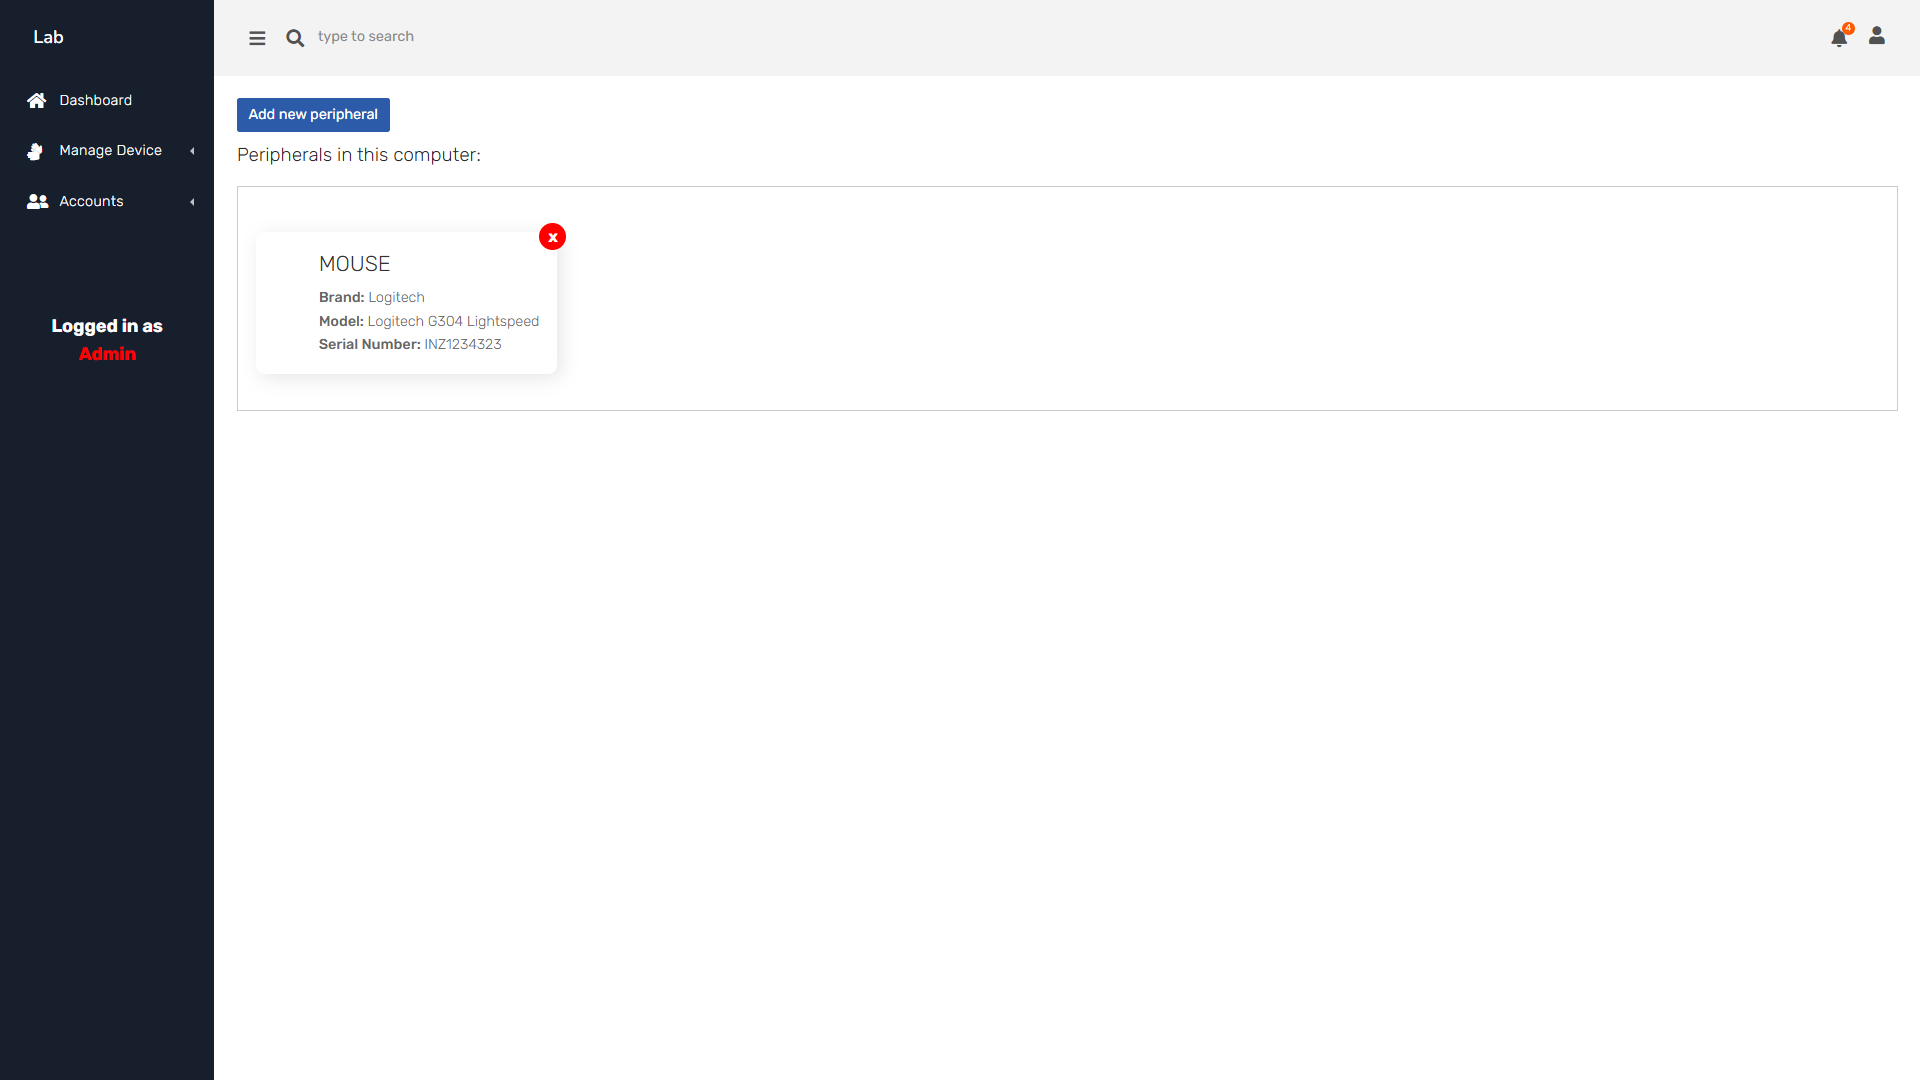 Lab
type to search
4
Dashboard
Manage Device
Accounts
Logged in as
Admin
Add new peripheral
Peripherals in this computer:
x
MOUSE
Brand: Logitech
Model: Logitech G304 Lightspeed
Serial Number: INZ1234323